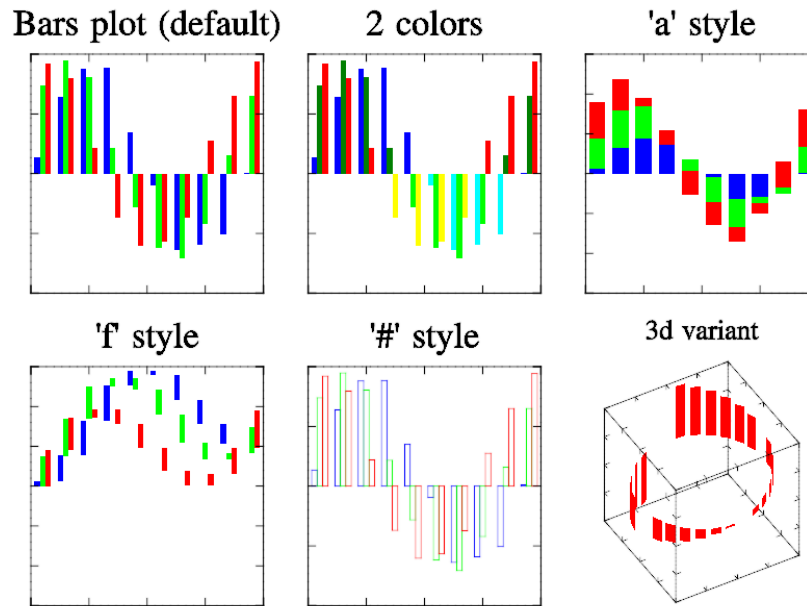 Bars plot (default)
2 colors
'a' style
'f' style
'#' style
3d variant